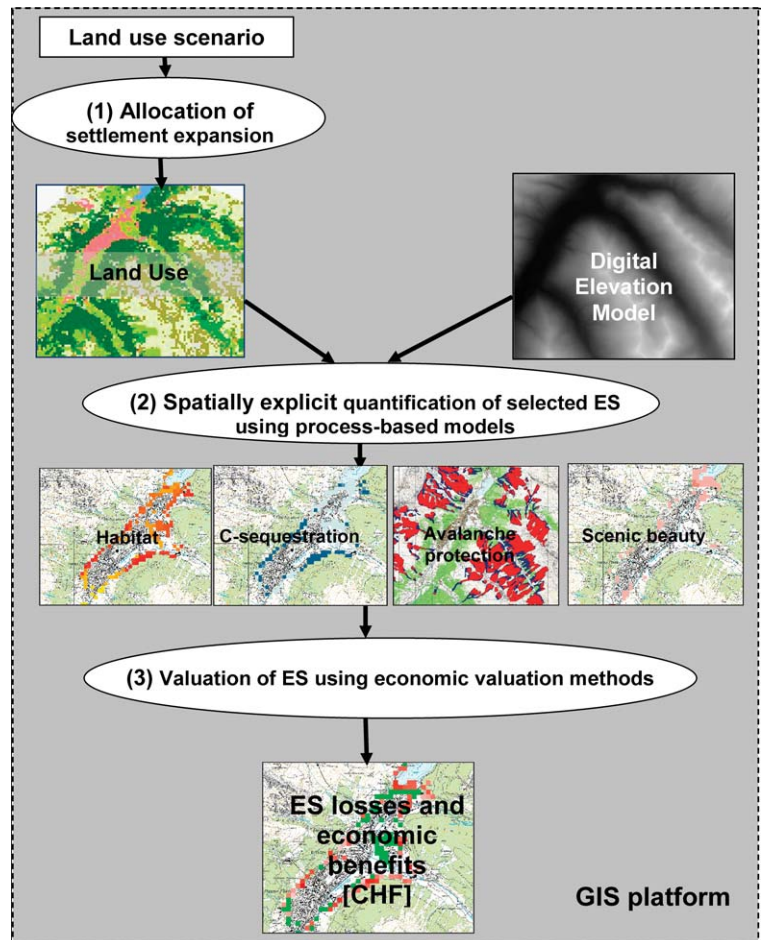 Land use scenario
(1) Allocation of
settlement expansion
Land Use
Digital
Elevation
Model
(2) Spatially explicit quantification of selected ES
using process-based models
Habitat
C-sequestration
Avalanche
protection
Scenic beauty
(3) Valuation of ES using economic valuation methods
ES losses and
economic
benefits
[CHF]
GIS platform